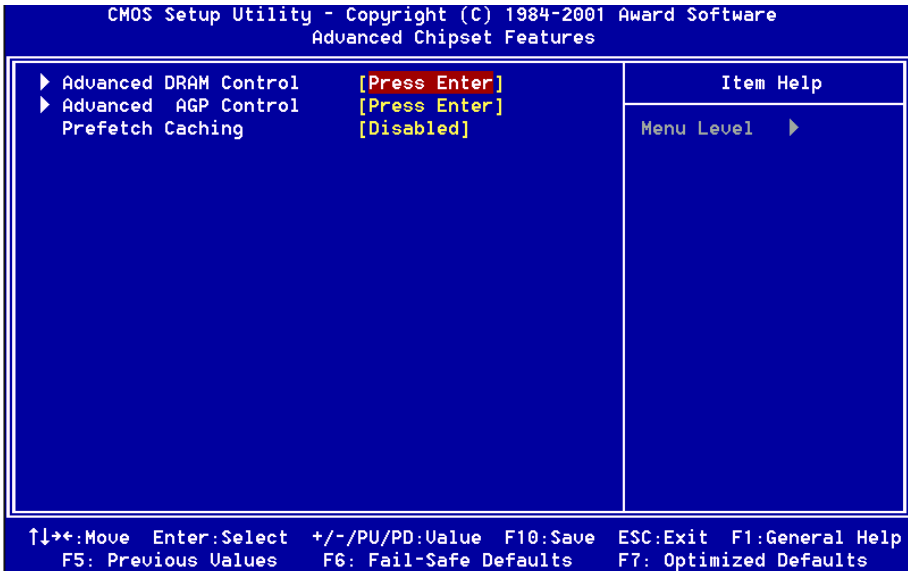 CMOS Setup Utility - Copyright (C) 1984-2001 Award Software
Advanced Chipset Features
Advanced DRAM Control [Press Enter]
Advanced AGP Control [Press Enter]
Prefetch Caching [Disabled]
Item Help
Menu Level
↑↓→←:Move Enter:Select +/-/PU/PD:Value F10:Save ESC:Exit F1:General Help
F5: Previous Values F6: Fail-Safe Defaults F7: Optimized Defaults